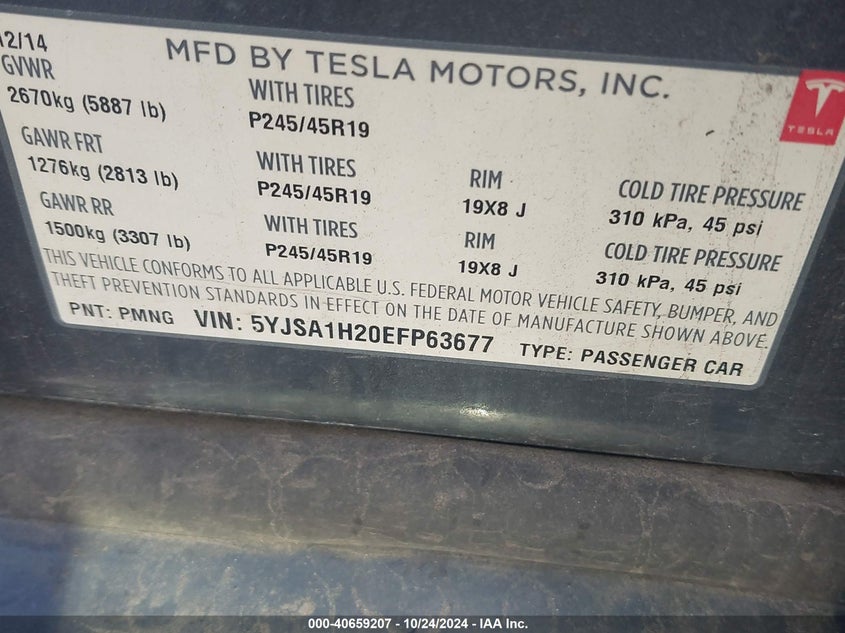 12/14
MFD BY TESLA MOTORS, INC.
GVWR
2670kg (5887 lb)
WITH TIRES
P245/45R19
TESLA
GAWR FRT
1276kg (2813 lb)
WITH TIRES
P245/45R19
RIM
19X8 J
COLD TIRE PRESSURE
310 kPa, 45 psi
GAWR RR
1500kg (3307 lb)
WITH TIRES
P245/45R19
RIM
19X8 J
COLD TIRE PRESSURE
310 kPa, 45 psi
THIS VEHICLE CONFORMS TO ALL APPLICABLE U.S. FEDERAL MOTOR VEHICLE SAFETY, BUMPER, AND
THEFT PREVENTION STANDARDS IN EFFECT ON THE DATE OF MANUFACTURE SHOWN ABOVE.
PNT: PMNG VIN: 5YJSA1H20EFP63677 TYPE: PASSENGER CAR
000-40659207 - 10/24/2024 - IAA Inc.